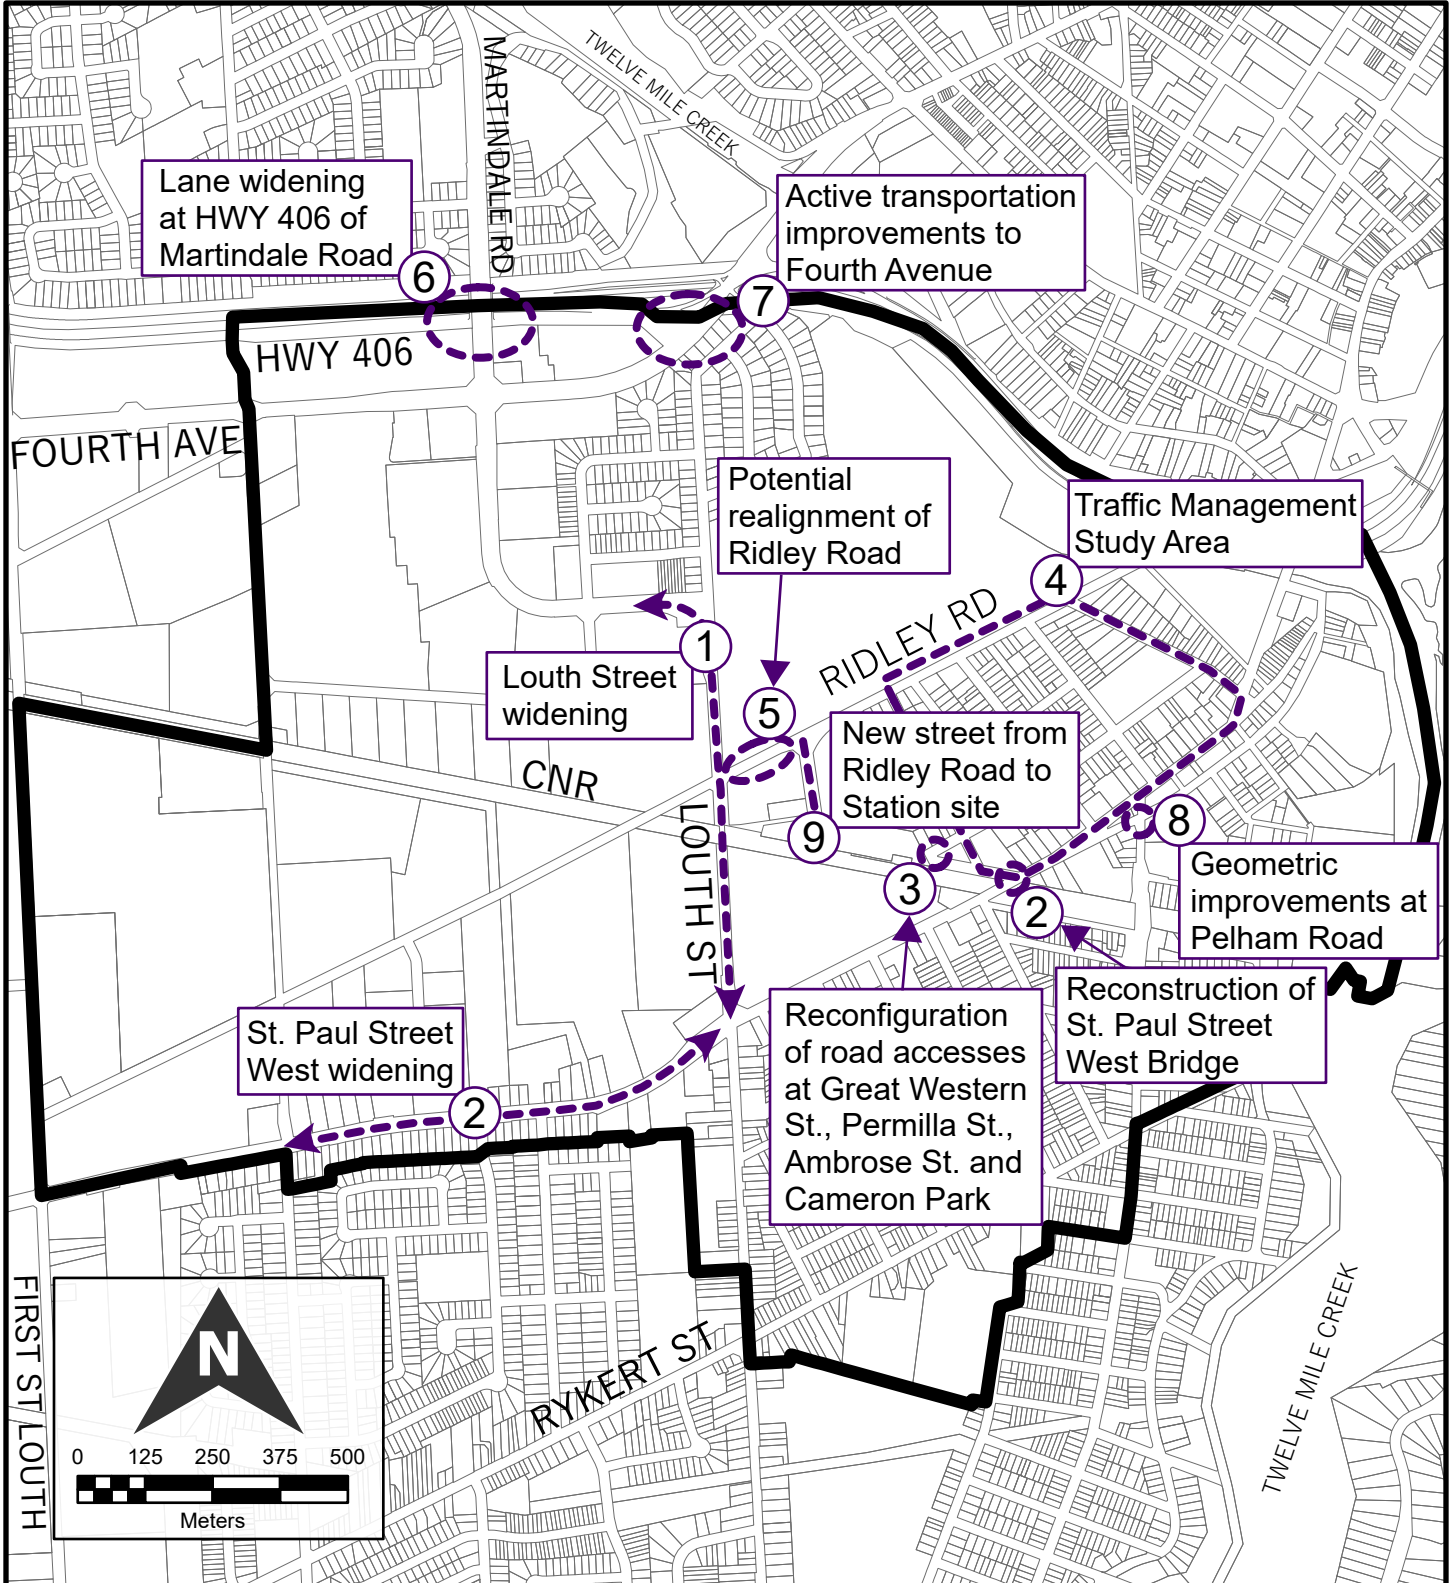 MARTINDALE RD
TWELVE MILE CREEK
Lane widening
at HWY 406 of
Martindale Road
6
Active transportation
improvements to
Fourth Avenue
7
HWY 406
FOURTH AVE
Potential
realignment of
Ridley Road
Traffic Management
Study Area
4
RIDLEY RD
1
Louth Street
widening
5
New street from
Ridley Road to
Station site
CNR
LOUTH ST
9
8
3
2
Geometric
improvements at
Pelham Road
Reconstruction of
St. Paul Street
West Bridge
Reconfiguration
of road accesses
at Great Western
St., Permilla St.,
Ambrose St. and
Cameron Park
St. Paul Street
West widening
2
FIRST ST LOUTH
N
0 125 250 375 500
Meters
RYKERT ST
TWELVE MILE CREEK